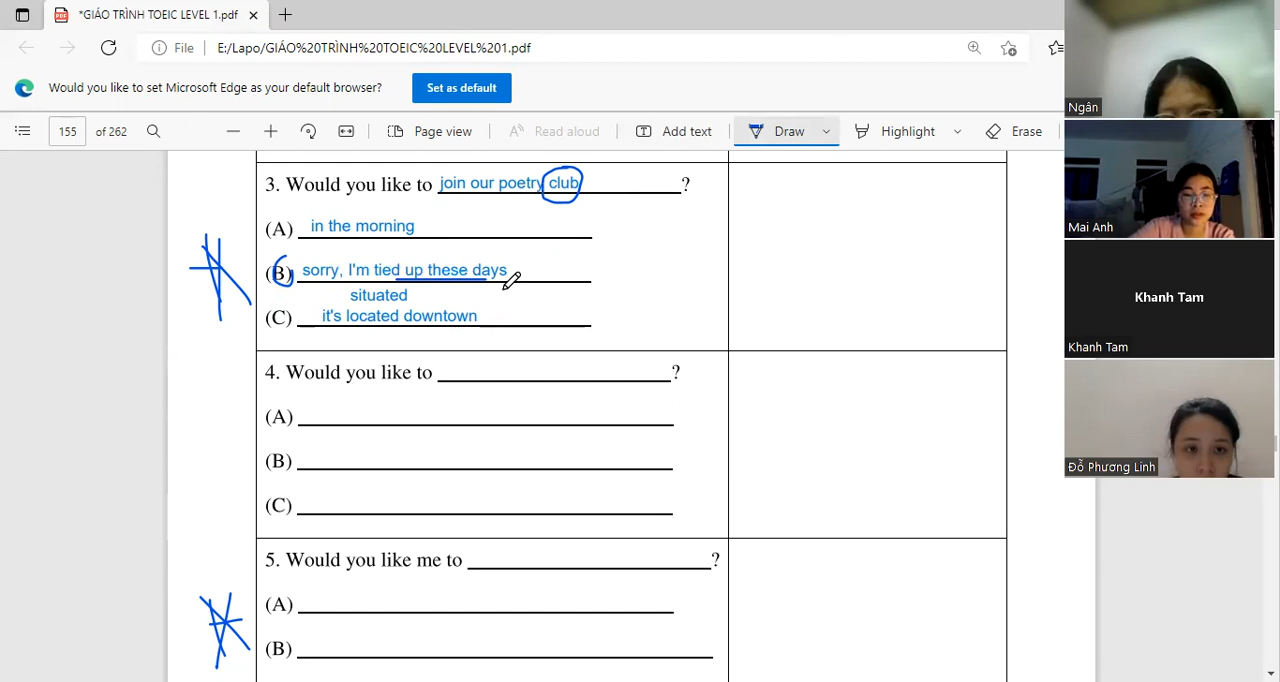 *GIÁO TRÌNH TOEIC LEVEL 1.pdf
File E:/Lapo/GIÁO%20TRÌNH%20TOEIC%20LEVEL%201.pdf
Would you like to set Microsoft Edge as your default browser? Set as default
155 of 262 Page view Read aloud Add text Draw Highlight Erase
3. Would you like to join our poetry club ?
(A) in the morning
(B) sorry, I'm tied up these days
situated
(C) it's located downtown
4. Would you like to ?
(A)
(B)
(C)
5. Would you like me to ?
(A)
(B)
Ngân
Mai Anh
Khanh Tam
Khanh Tam
Đỗ Phương Linh